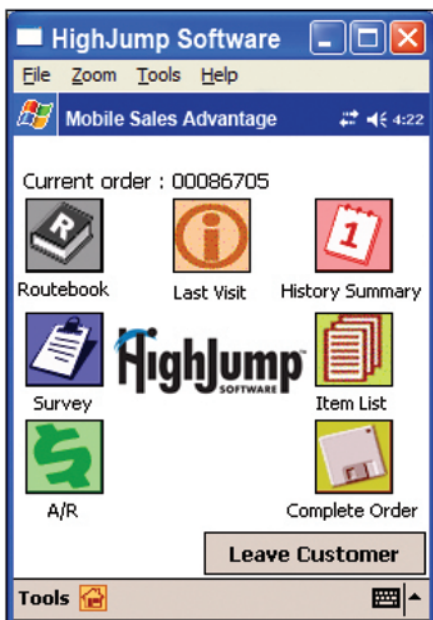 HighJump Software
File Zoom Tools Help
Mobile Sales Advantage 4:22
Current order : 00086705
R 1
Routebook Last Visit History Summary
HighJump™
SOFTWARE
Survey Item List
A/R Complete Order
Leave Customer
Tools